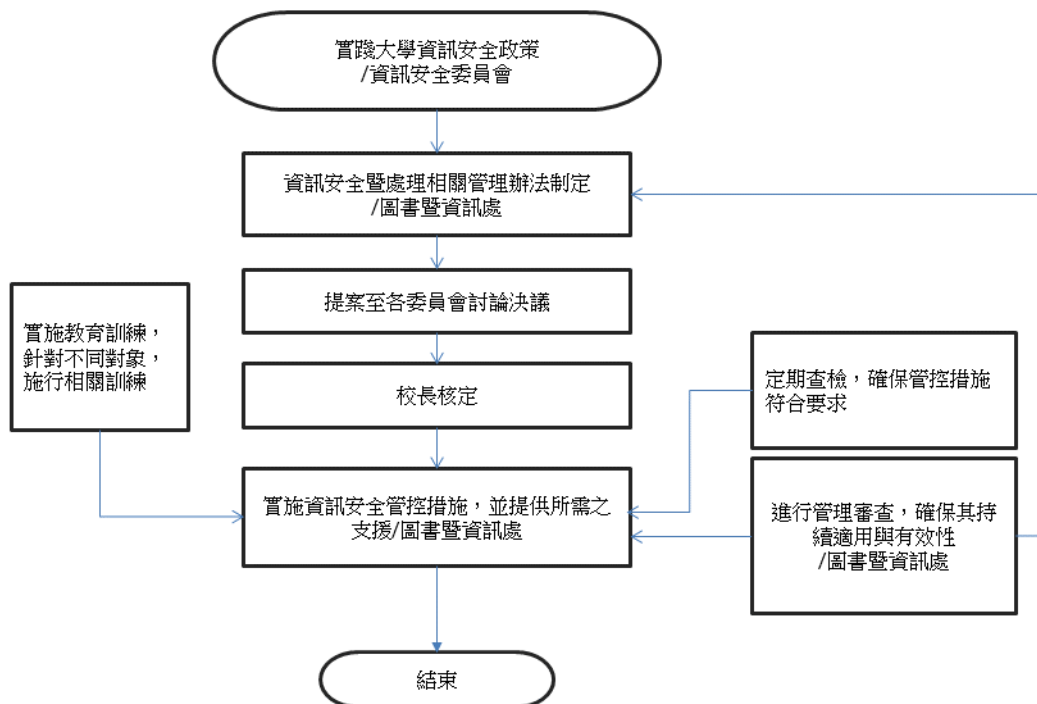 實踐大學資訊安全政策
/資訊安全委員會
資訊安全暨處理相關管理辦法制定
/圖書暨資訊處
提案至各委員會討論決議
實施教育訓練，
針對不同對象，
施行相關訓練
校長核定
定期查檢，確保管控措施
符合要求
實施資訊安全管控措施，並提供所需之
支援/圖書暨資訊處
進行管理審查，確保其持
續適用與有效性
/圖書暨資訊處
結束